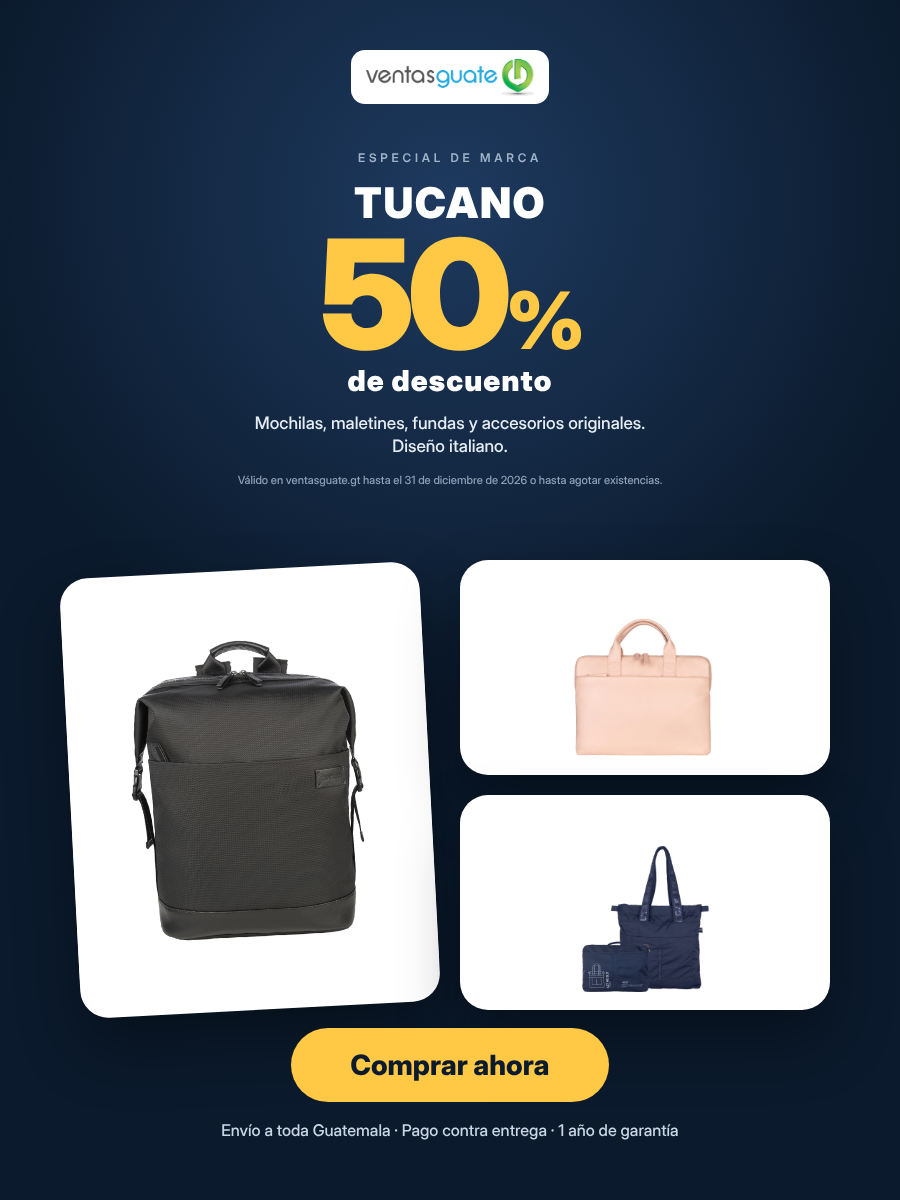 ventasguate
ESPECIAL DE MARCA
TUCANO
50%
de descuento
Mochilas, maletines, fundas y accesorios originales.
Diseño italiano.
Válido en ventasguate.gt hasta el 31 de diciembre de 2026 o hasta agotar existencias.
Comprar ahora
Envío a toda Guatemala · Pago contra entrega · 1 año de garantía